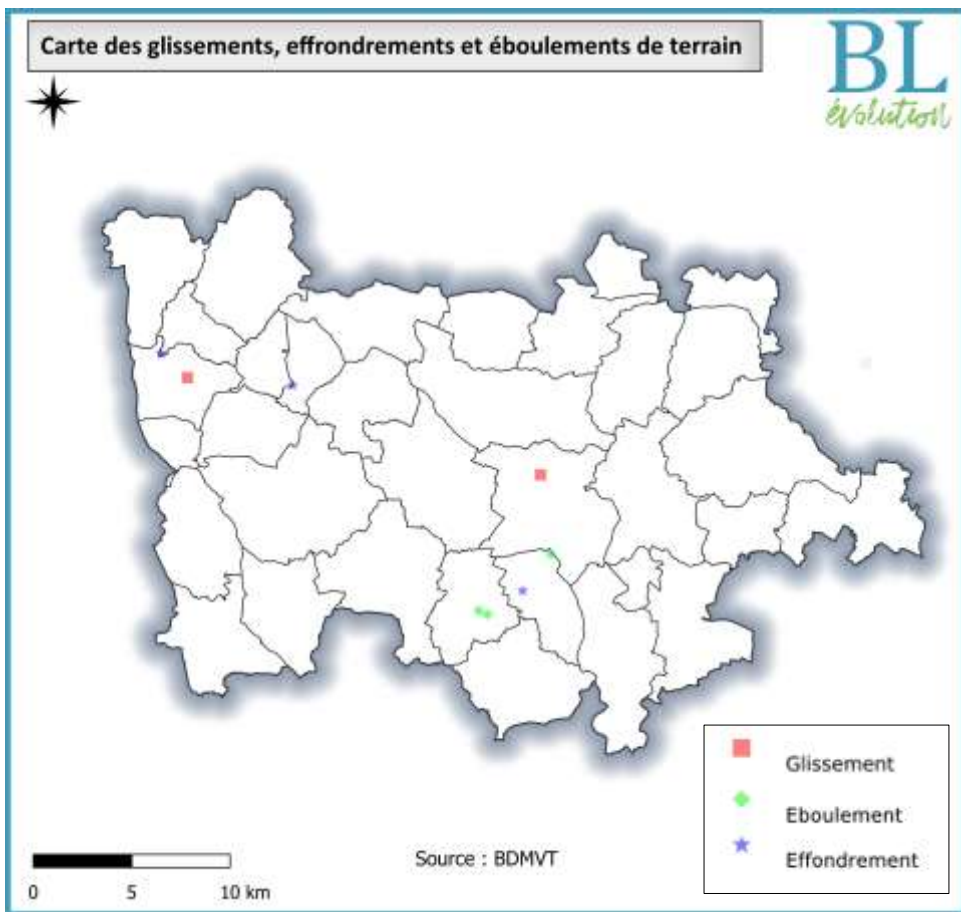 Carte des glissements, effrondrements et éboulements de terrain
BL
évolution
Glissement
Eboulement
Effondrement
Source : BDMVT
0 5 10 km